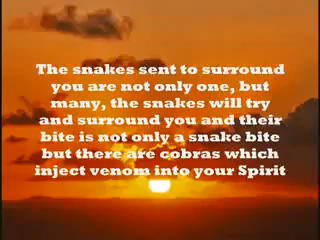 The snakes sent to surround
you are not only one, but
many, the snakes will try
and surround you and their
bite is not only a snake bite
but there are cobras which
inject venom into your Spirit